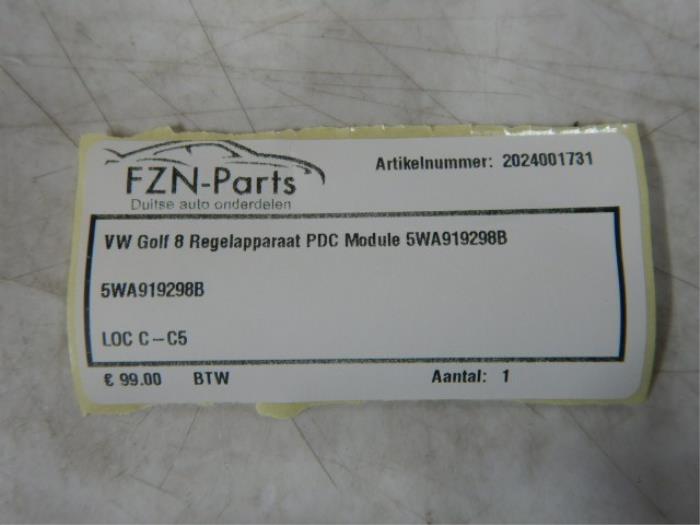 FZN-Parts
Duitse auto onderdelen
Artikelnummer: 2024001731
VW Golf 8 Regelapparaat PDC Module 5WA919298B
5WA919298B
LOC C-C5
€ 99.00 BTW Aantal: 1